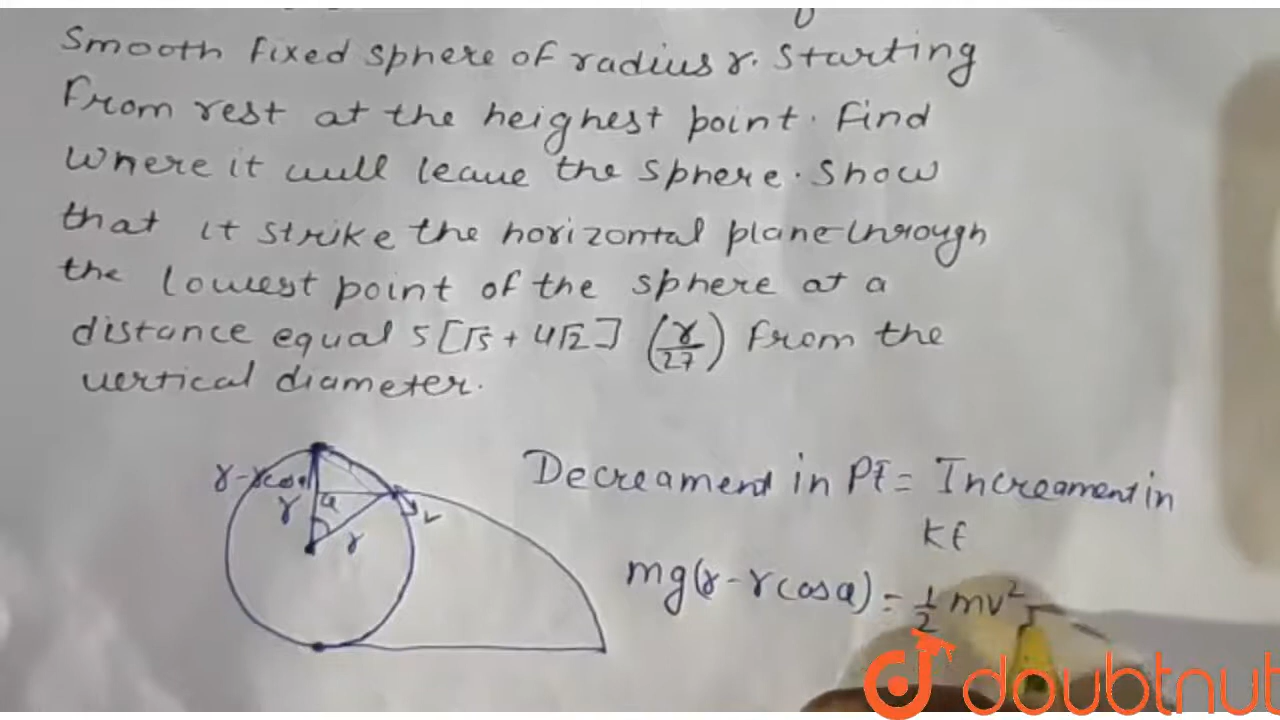 Smooth fixed sphere of radius r. Starting
From rest at the heighest point. Find
where it will leave the sphere. Show
that it strike the horizontal plane through
the lowest point of the sphere at a
distance equal 5[√5 + 4√2] (r/27) From the
vertical diameter.
r-rcosα
r
α
v
r
Decreament in PE = Increament in
KE
mg(r-rcosα) = 1/2 mv²
doubtnut